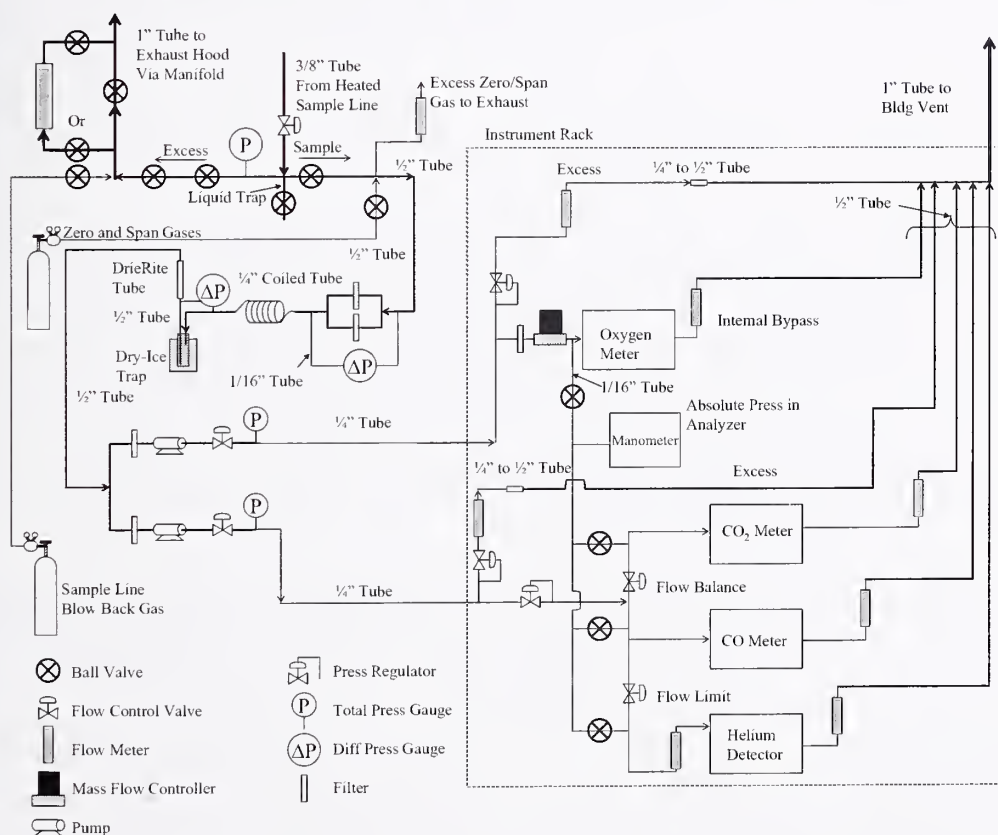 1” Tube to
Exhaust Hood
Via Manifold
3/8” Tube
From Heated
Sample Line
Excess Zero/Span
Gas to Exhaust
1” Tube to
Bldg Vent
Or
Excess
P
Sample
½” Tube
Liquid Trap
Instrument Rack
Excess
¼” to ½” Tube
½” Tube
Zero and Span Gases
½” Tube
DrieRite
Tube
ΔP
¼” Coiled Tube
½” Tube
Dry-Ice
Trap
ΔP
1/16” Tube
½” Tube
Oxygen
Meter
Internal Bypass
1/16” Tube
Absolute Press in
Analyzer
Manometer
P
¼” Tube
¼” to ½” Tube
Excess
P
CO₂ Meter
Sample Line
Blow Back Gas
¼” Tube
Flow Balance
CO Meter
Flow Limit
Helium
Detector
Ball Valve
Flow Control Valve
Flow Meter
Mass Flow Controller
Pump
Press Regulator
P
Total Press Gauge
ΔP
Diff Press Gauge
Filter